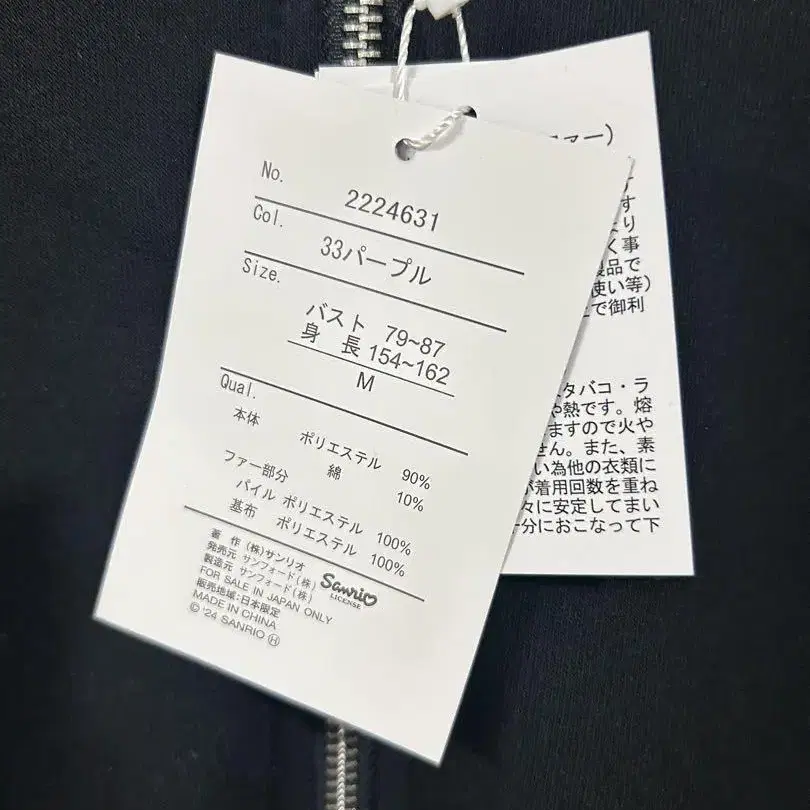 No. 2224631
Col. 33パープル
Size.
バスト 79~87
身 長 154~162
M
Qual.
本体 ポリエステル 90%
綿 10%
ファー部分
パイル ポリエステル 100%
基布 ポリエステル 100%
著 作 (株)サンリオ
発売元 サンフォード(株)
製造元 サンフォード(株)
FOR SALE IN JAPAN ONLY
販売地域:日本限定
MADE IN CHINA
© '24 SANRIO Ⓗ
Sanrio
LICENSE
ァー)
す
より
く事
製品で
使い等)
で御利
タバコ・ラ
や熱です。熔
ますので火や
せん。また、素
い為他の衣類に
が着用回数を重ね
々に安定してまい
分におこなって下